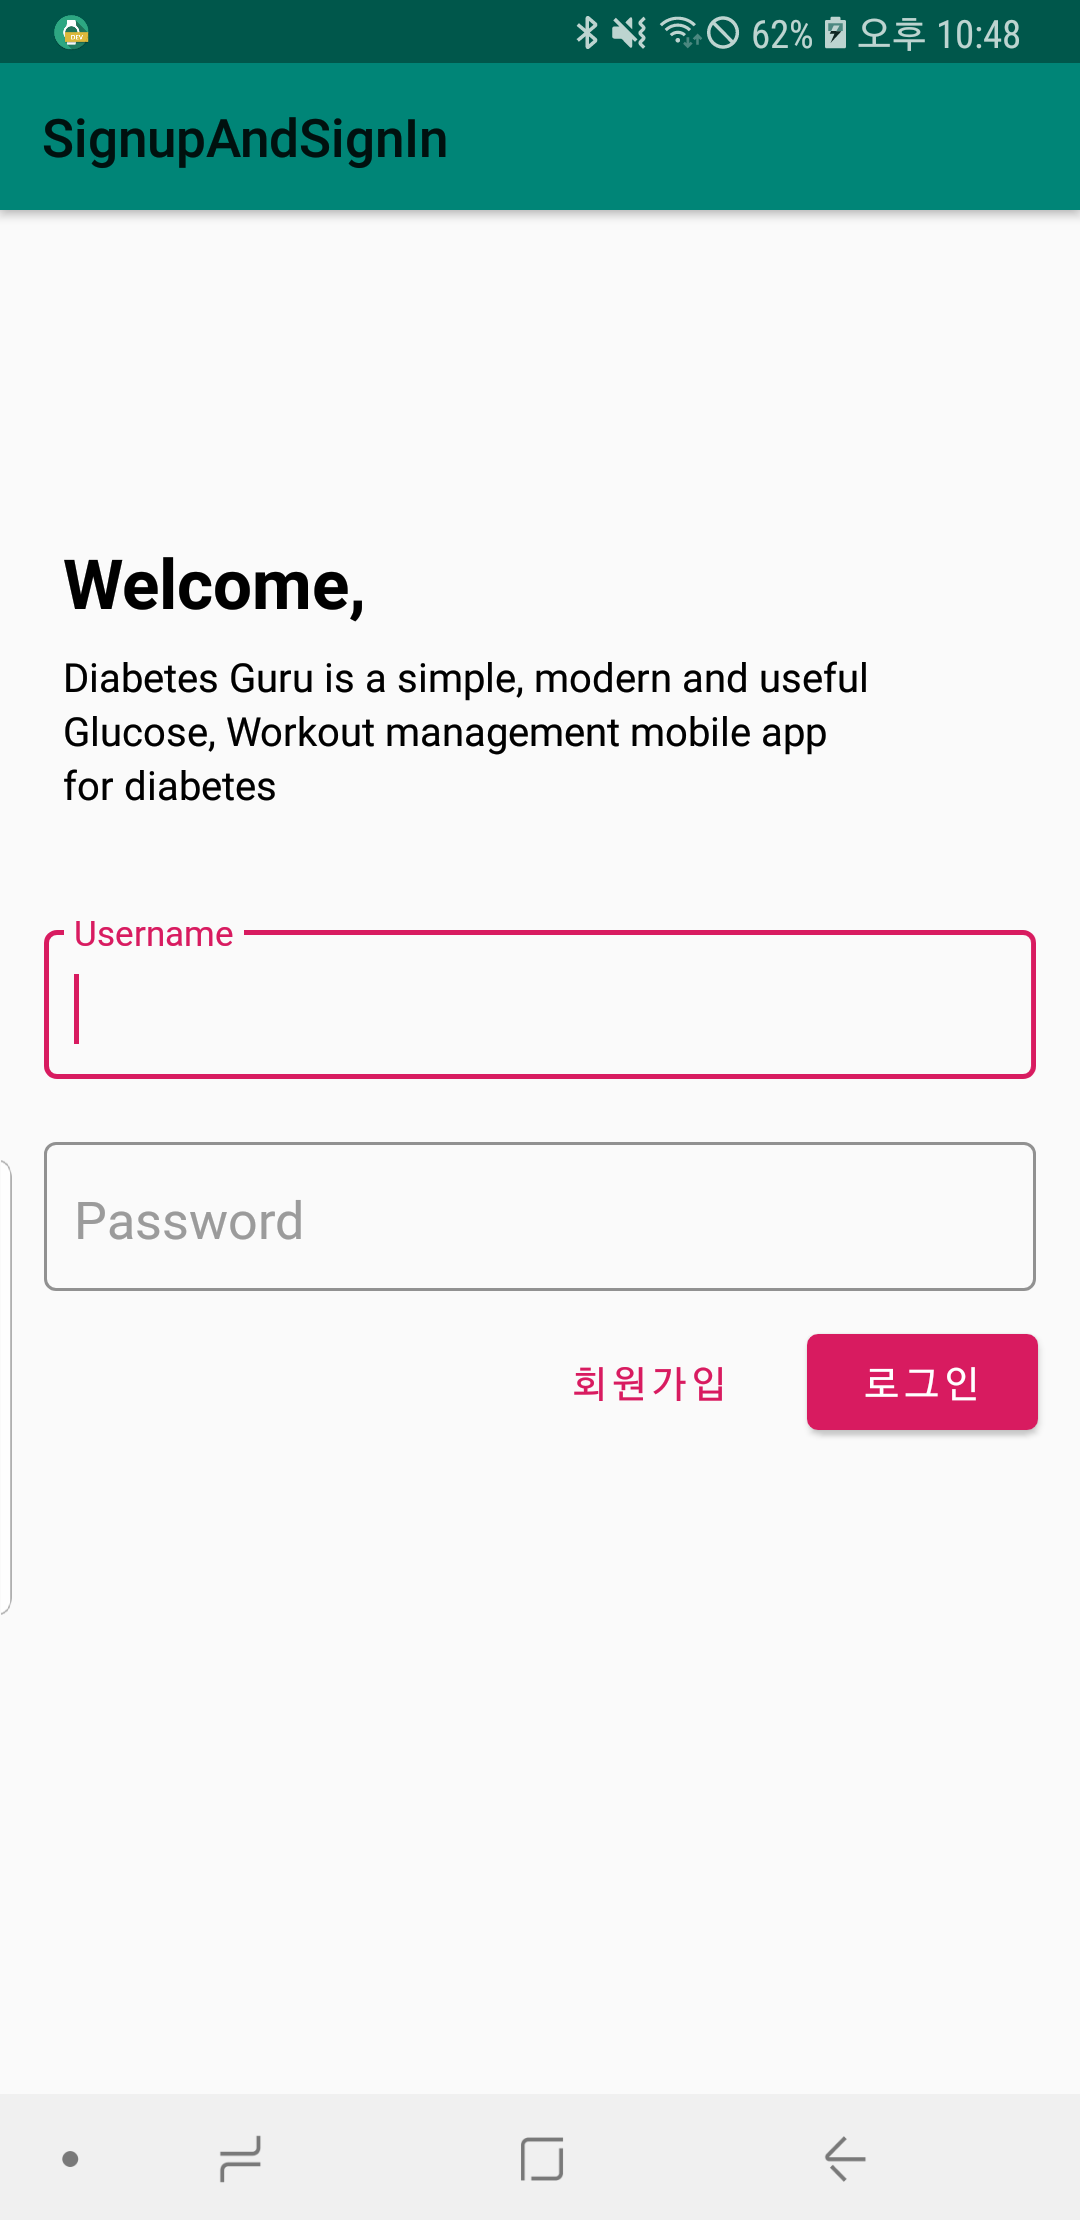 62% 오후 10:48
SignupAndSignIn
Welcome,
Diabetes Guru is a simple, modern and useful
Glucose, Workout management mobile app
for diabetes
Username
Password
회원가입 로그인